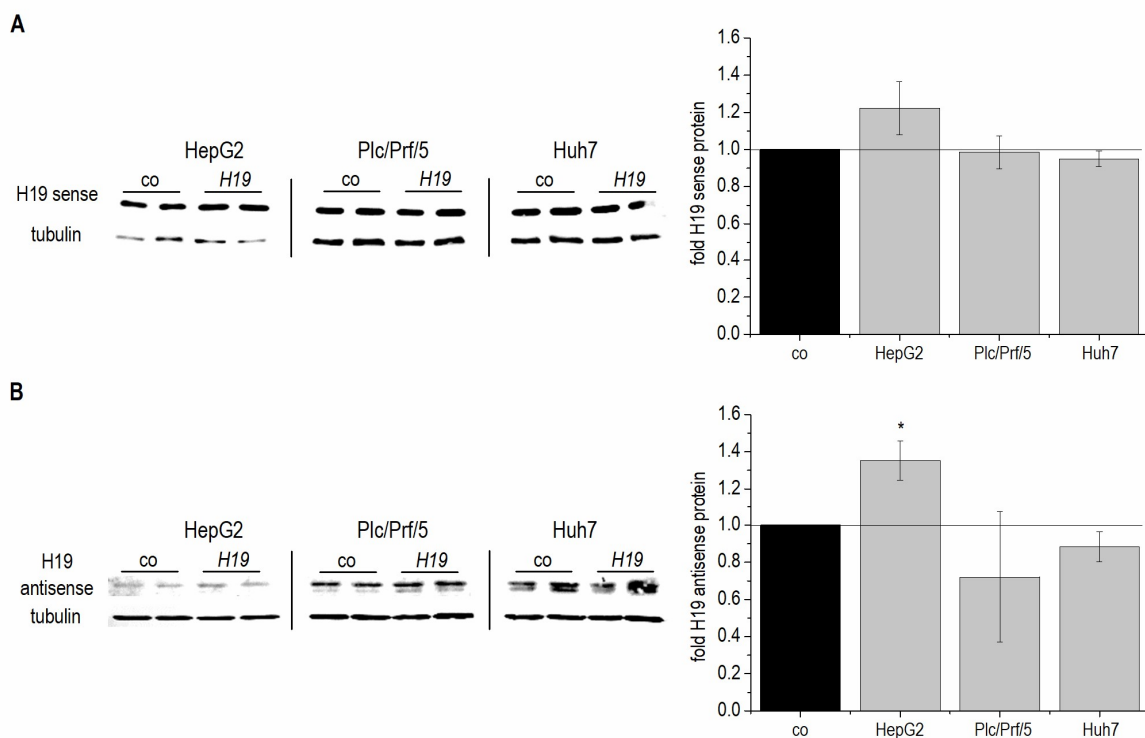 A
HepG2 Plc/Prf/5 Huh7
co H19 co H19 co H19
H19 sense
tubulin
fold H19 sense protein
1.6
1.4
1.2
1.0
0.8
0.6
0.4
0.2
0.0
co HepG2 Plc/Prf/5 Huh7
B
HepG2 Plc/Prf/5 Huh7
H19 co H19 co H19 co H19
antisense
tubulin
fold H19 antisense protein
1.6
1.4
1.2
1.0
0.8
0.6
0.4
0.2
0.0
*
co HepG2 Plc/Prf/5 Huh7